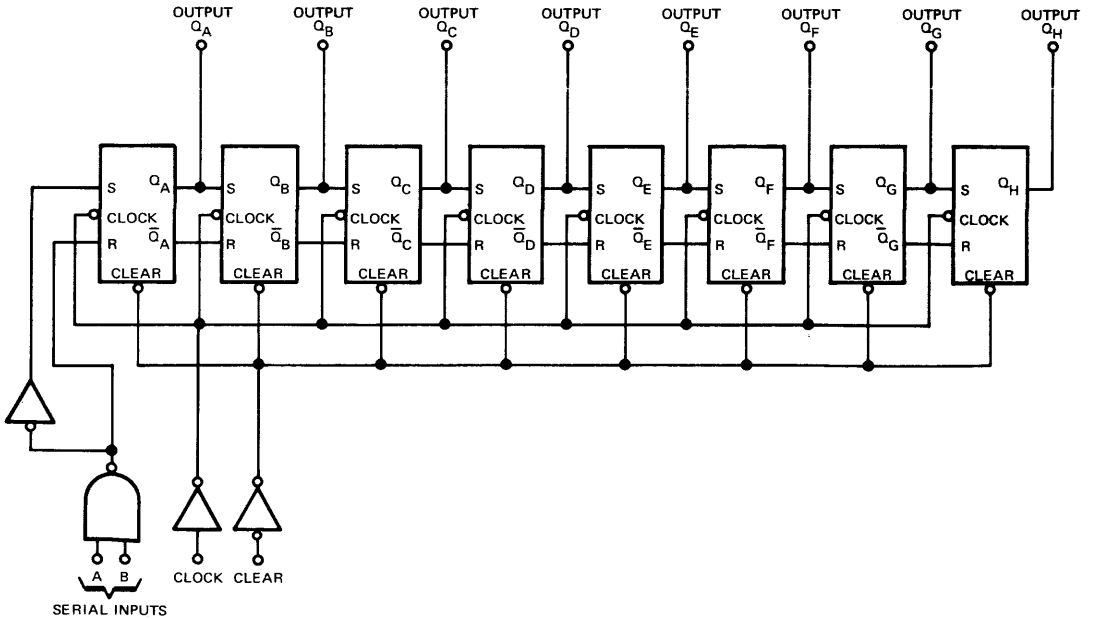 OUTPUT OUTPUT OUTPUT OUTPUT OUTPUT OUTPUT OUTPUT OUTPUT
QA QB QC QD QE QF QG QH
S QA S QB S QC S QD S QE S QF S QG S QH
CLOCK CLOCK CLOCK CLOCK CLOCK CLOCK CLOCK CLOCK
R Q̅A R Q̅B R Q̅C R Q̅D R Q̅E R Q̅F R Q̅G R
CLEAR CLEAR CLEAR CLEAR CLEAR CLEAR CLEAR CLEAR
A B CLOCK CLEAR
SERIAL INPUTS